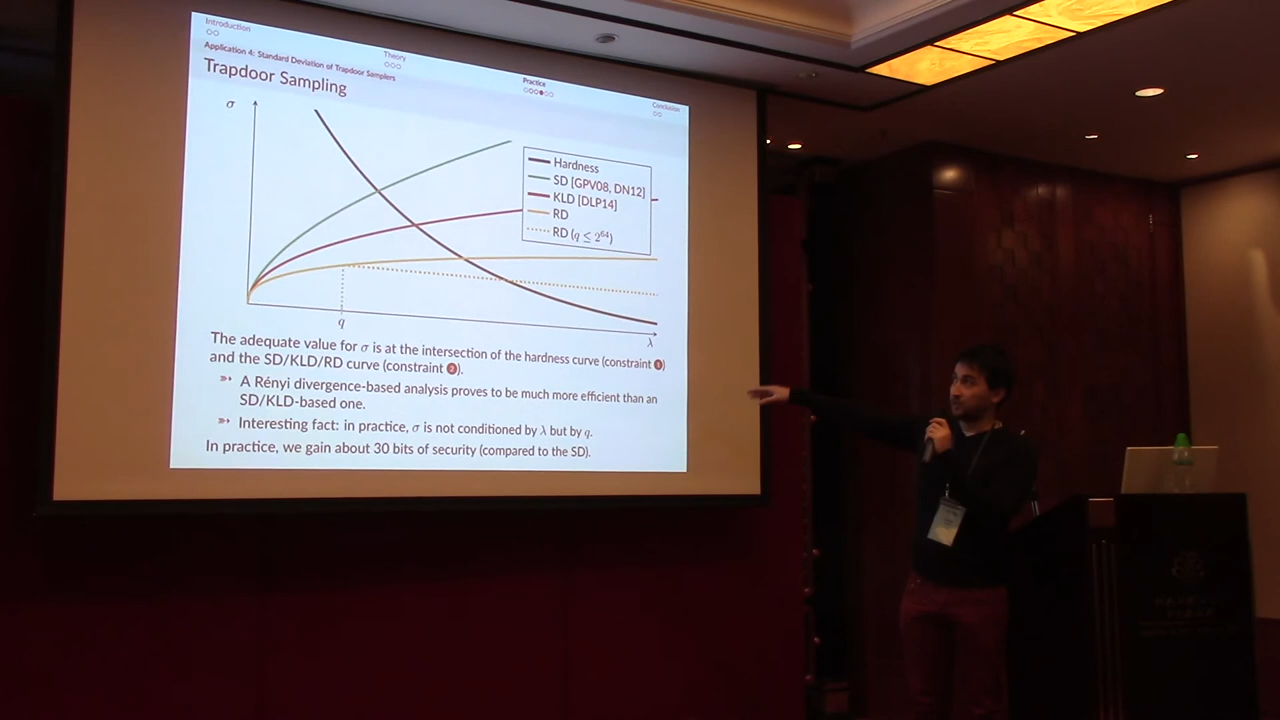 Introduction
Theory
Practice
Conclusion
Application 4: Standard Deviation of Trapdoor Samplers
Trapdoor Sampling
σ
Hardness
SD [GPV08, DN12]
KLD [DLP14]
RD
RD (q ≤ 2^64)
q
λ
The adequate value for σ is at the intersection of the hardness curve (constraint ❶)
and the SD/KLD/RD curve (constraint ❷).
➳ A Rényi divergence-based analysis proves to be much more efficient than an
SD/KLD-based one.
➳ Interesting fact: in practice, σ is not conditioned by λ but by q.
In practice, we gain about 30 bits of security (compared to the SD).